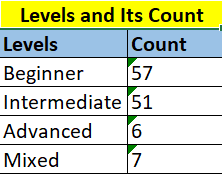 Levels and Its Count
Levels Count
Beginner 57
Intermediate 51
Advanced 6
Mixed 7